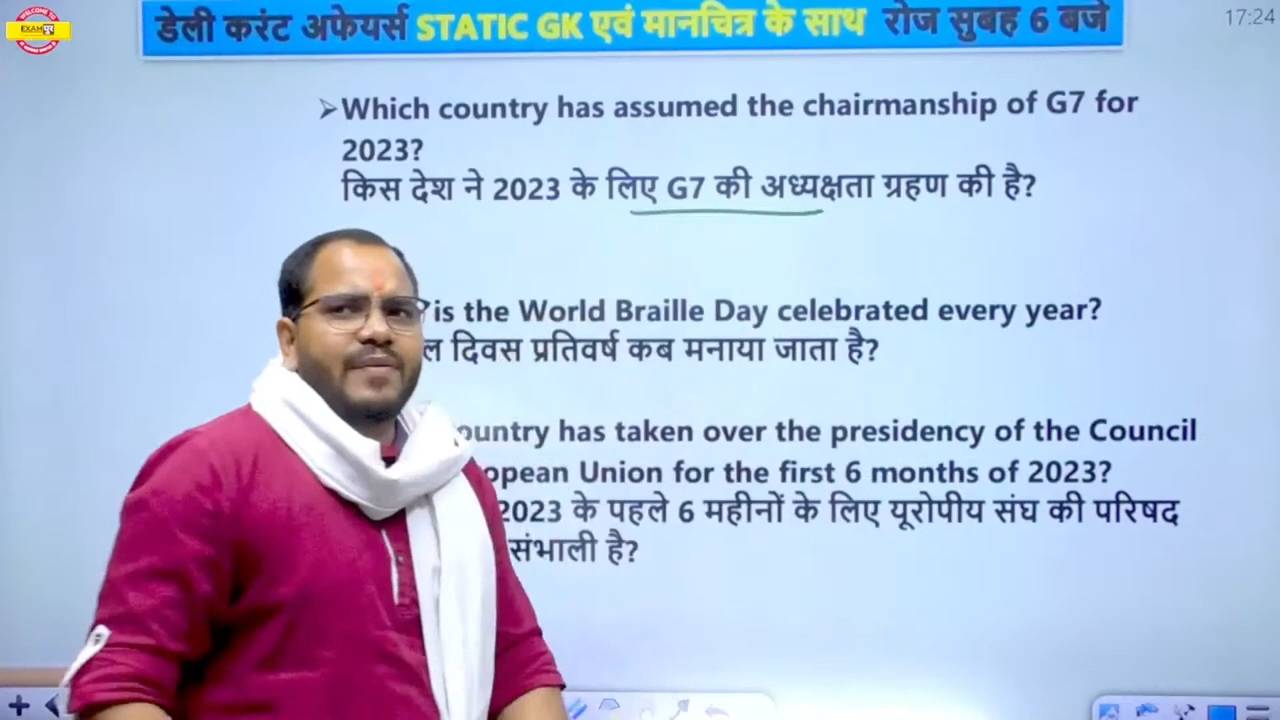 WELCOME TO
EXAM
डेली करंट अफेयर्स STATIC GK एवं मानचित्र के साथ रोज सुबह 6 बजे
17:24
➢Which country has assumed the chairmanship of G7 for
2023?
किस देश ने 2023 के लिए G7 की अध्यक्षता ग्रहण की है?
is the World Braille Day celebrated every year?
ल दिवस प्रतिवर्ष कब मनाया जाता है?
ountry has taken over the presidency of the Council
opean Union for the first 6 months of 2023?
2023 के पहले 6 महीनों के लिए यूरोपीय संघ की परिषद
संभाली है?